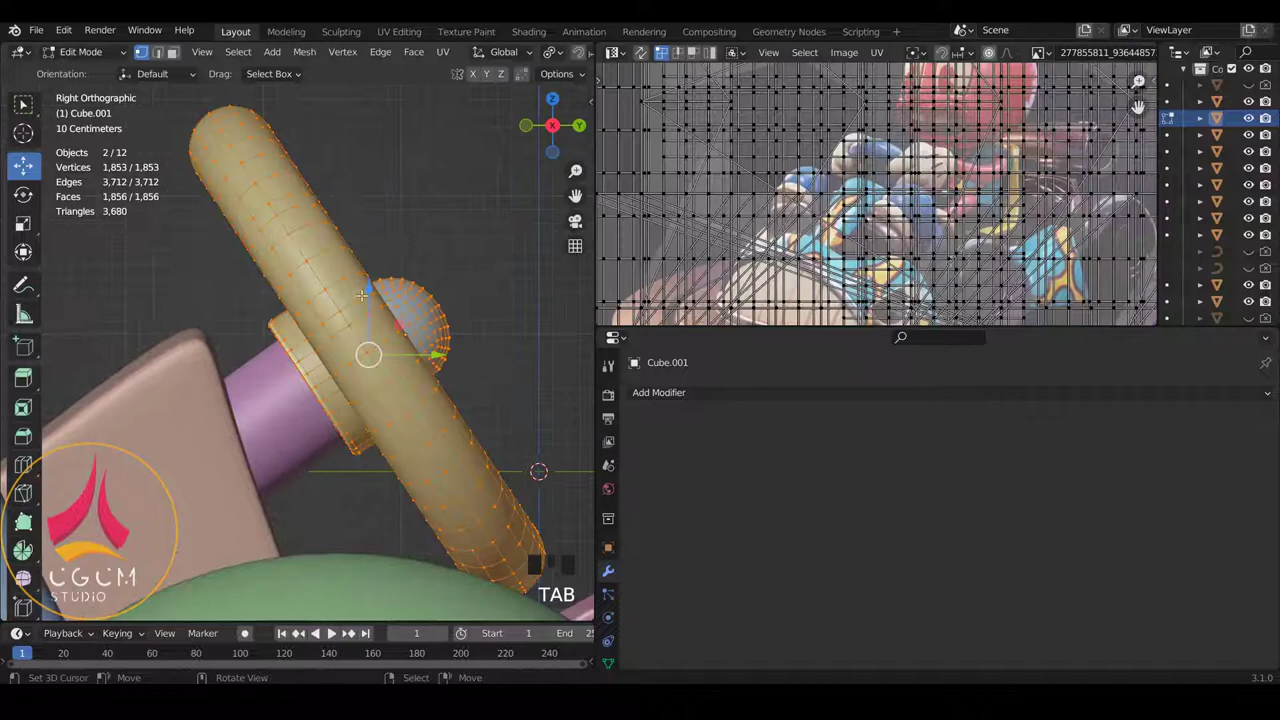 File Edit Render Window Help Layout Modeling Sculpting UV Editing Texture Paint Shading Animation Rendering Compositing Geometry Nodes Scripting Scene ViewLayer
Edit Mode View Select Add Mesh Vertex Edge Face UV Global View Select Image UV 277855811_93644857
Orientation: Default Drag: Select Box X Y Z Options
Right Orthographic
(1) Cube.001
10 Centimeters
Objects 2 / 12
Vertices 1,853 / 1,853
Edges 3,712 / 3,712
Faces 1,856 / 1,856
Triangles 3,680
Z
X
Y
Co
Cube.001
Add Modifier
CGCM
STUDIO
TAB
Playback Keying View Marker 1 Start 1 End 25
1 20 40 60 80 100 120 140 160 180 200 220 240
Set 3D Cursor Move Rotate View Select Move 3.1.0